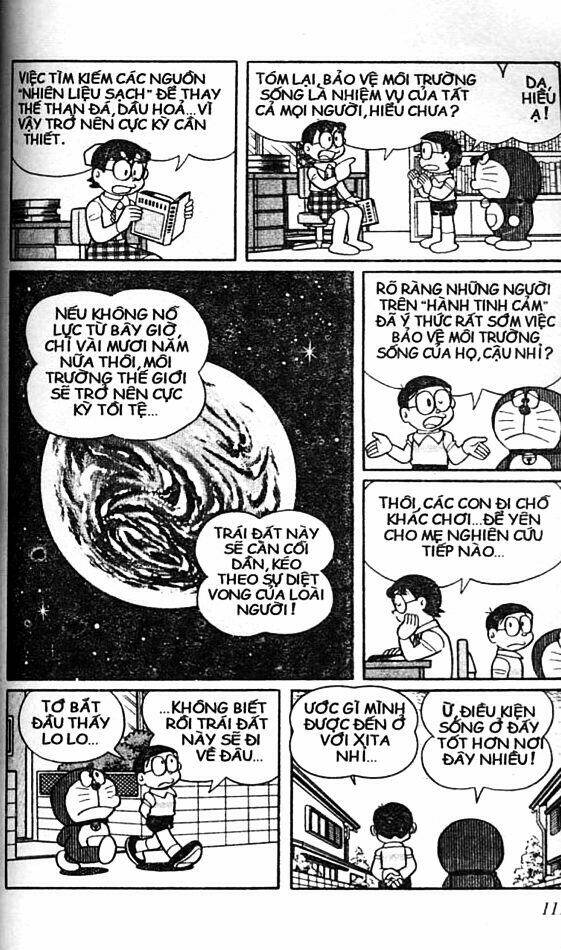 VIỆC TÌM KIẾM CÁC NGUỒN
"NHIÊN LIỆU SẠCH" ĐỂ THAY
THẾ THAN ĐÁ, DẦU HOẢ... VÌ
VẬY TRỞ NÊN CỰC KỲ CẦN
THIẾT.
TÓM LẠI, BẢO VỆ MÔI TRƯỜNG
SỐNG LÀ NHIỆM VỤ CỦA TẤT
CẢ MỌI NGƯỜI, HIỂU CHƯA?
DẠ,
HIỂU
Ạ!
NẾU KHÔNG NỔ
LỰC TỪ BÂY GIỜ,
CHỈ VÀI MƯƠI NĂM
NỮA THÔI, MÔI
TRƯỜNG THẾ GIỚI
SẼ TRỞ NÊN CỰC
KỲ TỒI TỆ...
TRÁI ĐẤT NÀY
SẼ CẰN CỖI
DẦN, KÉO
THEO SỰ DIỆT
VONG CỦA LOÀI
NGƯỜI!
RÕ RÀNG NHỮNG NGƯỜI
TRÊN "HÀNH TINH CẢM"
ĐÃ Ý THỨC RẤT SỚM VIỆC
BẢO VỆ MÔI TRƯỜNG
SỐNG CỦA HỌ, CẬU NHỈ?
THÔI, CÁC CON ĐI CHỖ
KHÁC CHƠI... ĐỂ YÊN
CHO MẸ NGHIÊN CỨU
TIẾP NÀO...
TỚ BẮT
ĐẦU THẤY
LO LO...
...KHÔNG BIẾT
RỒI TRÁI ĐẤT
NÀY SẼ ĐI
VỀ ĐÂU...
ƯỚC GÌ MÌNH
ĐƯỢC ĐẾN Ở
VỚI XITA
NHỈ...
Ừ, ĐIỀU KIỆN
SỐNG Ở ĐẤY
TỐT HƠN NƠI
ĐÂY NHIỀU!